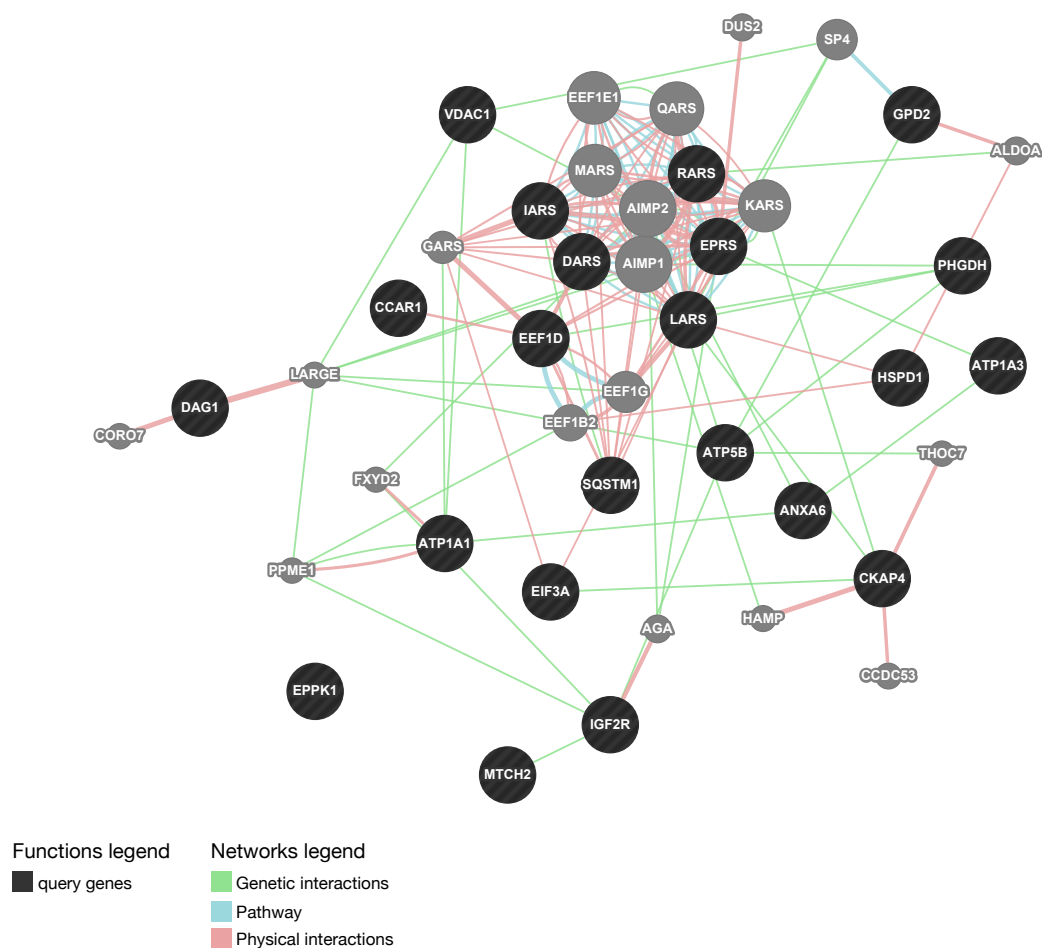 DUS2
SP4
EEF1E1
QARS
VDAC1
GPD2
ALDOA
MARS
RARS
IARS
AIMP2
KARS
GARS
DARS
AIMP1
EPRS
PHGDH
CCAR1
LARS
EEF1D
LARGE
HSPD1
ATP1A3
EEF1G
DAG1
CORO7
EEF1B2
ATP5B
THOC7
FXYD2
SQSTM1
ANXA6
ATP1A1
PPME1
EIF3A
CKAP4
HAMP
AGA
CCDC53
EPPK1
IGF2R
MTCH2
Functions legend
query genes
Networks legend
Genetic interactions
Pathway
Physical interactions